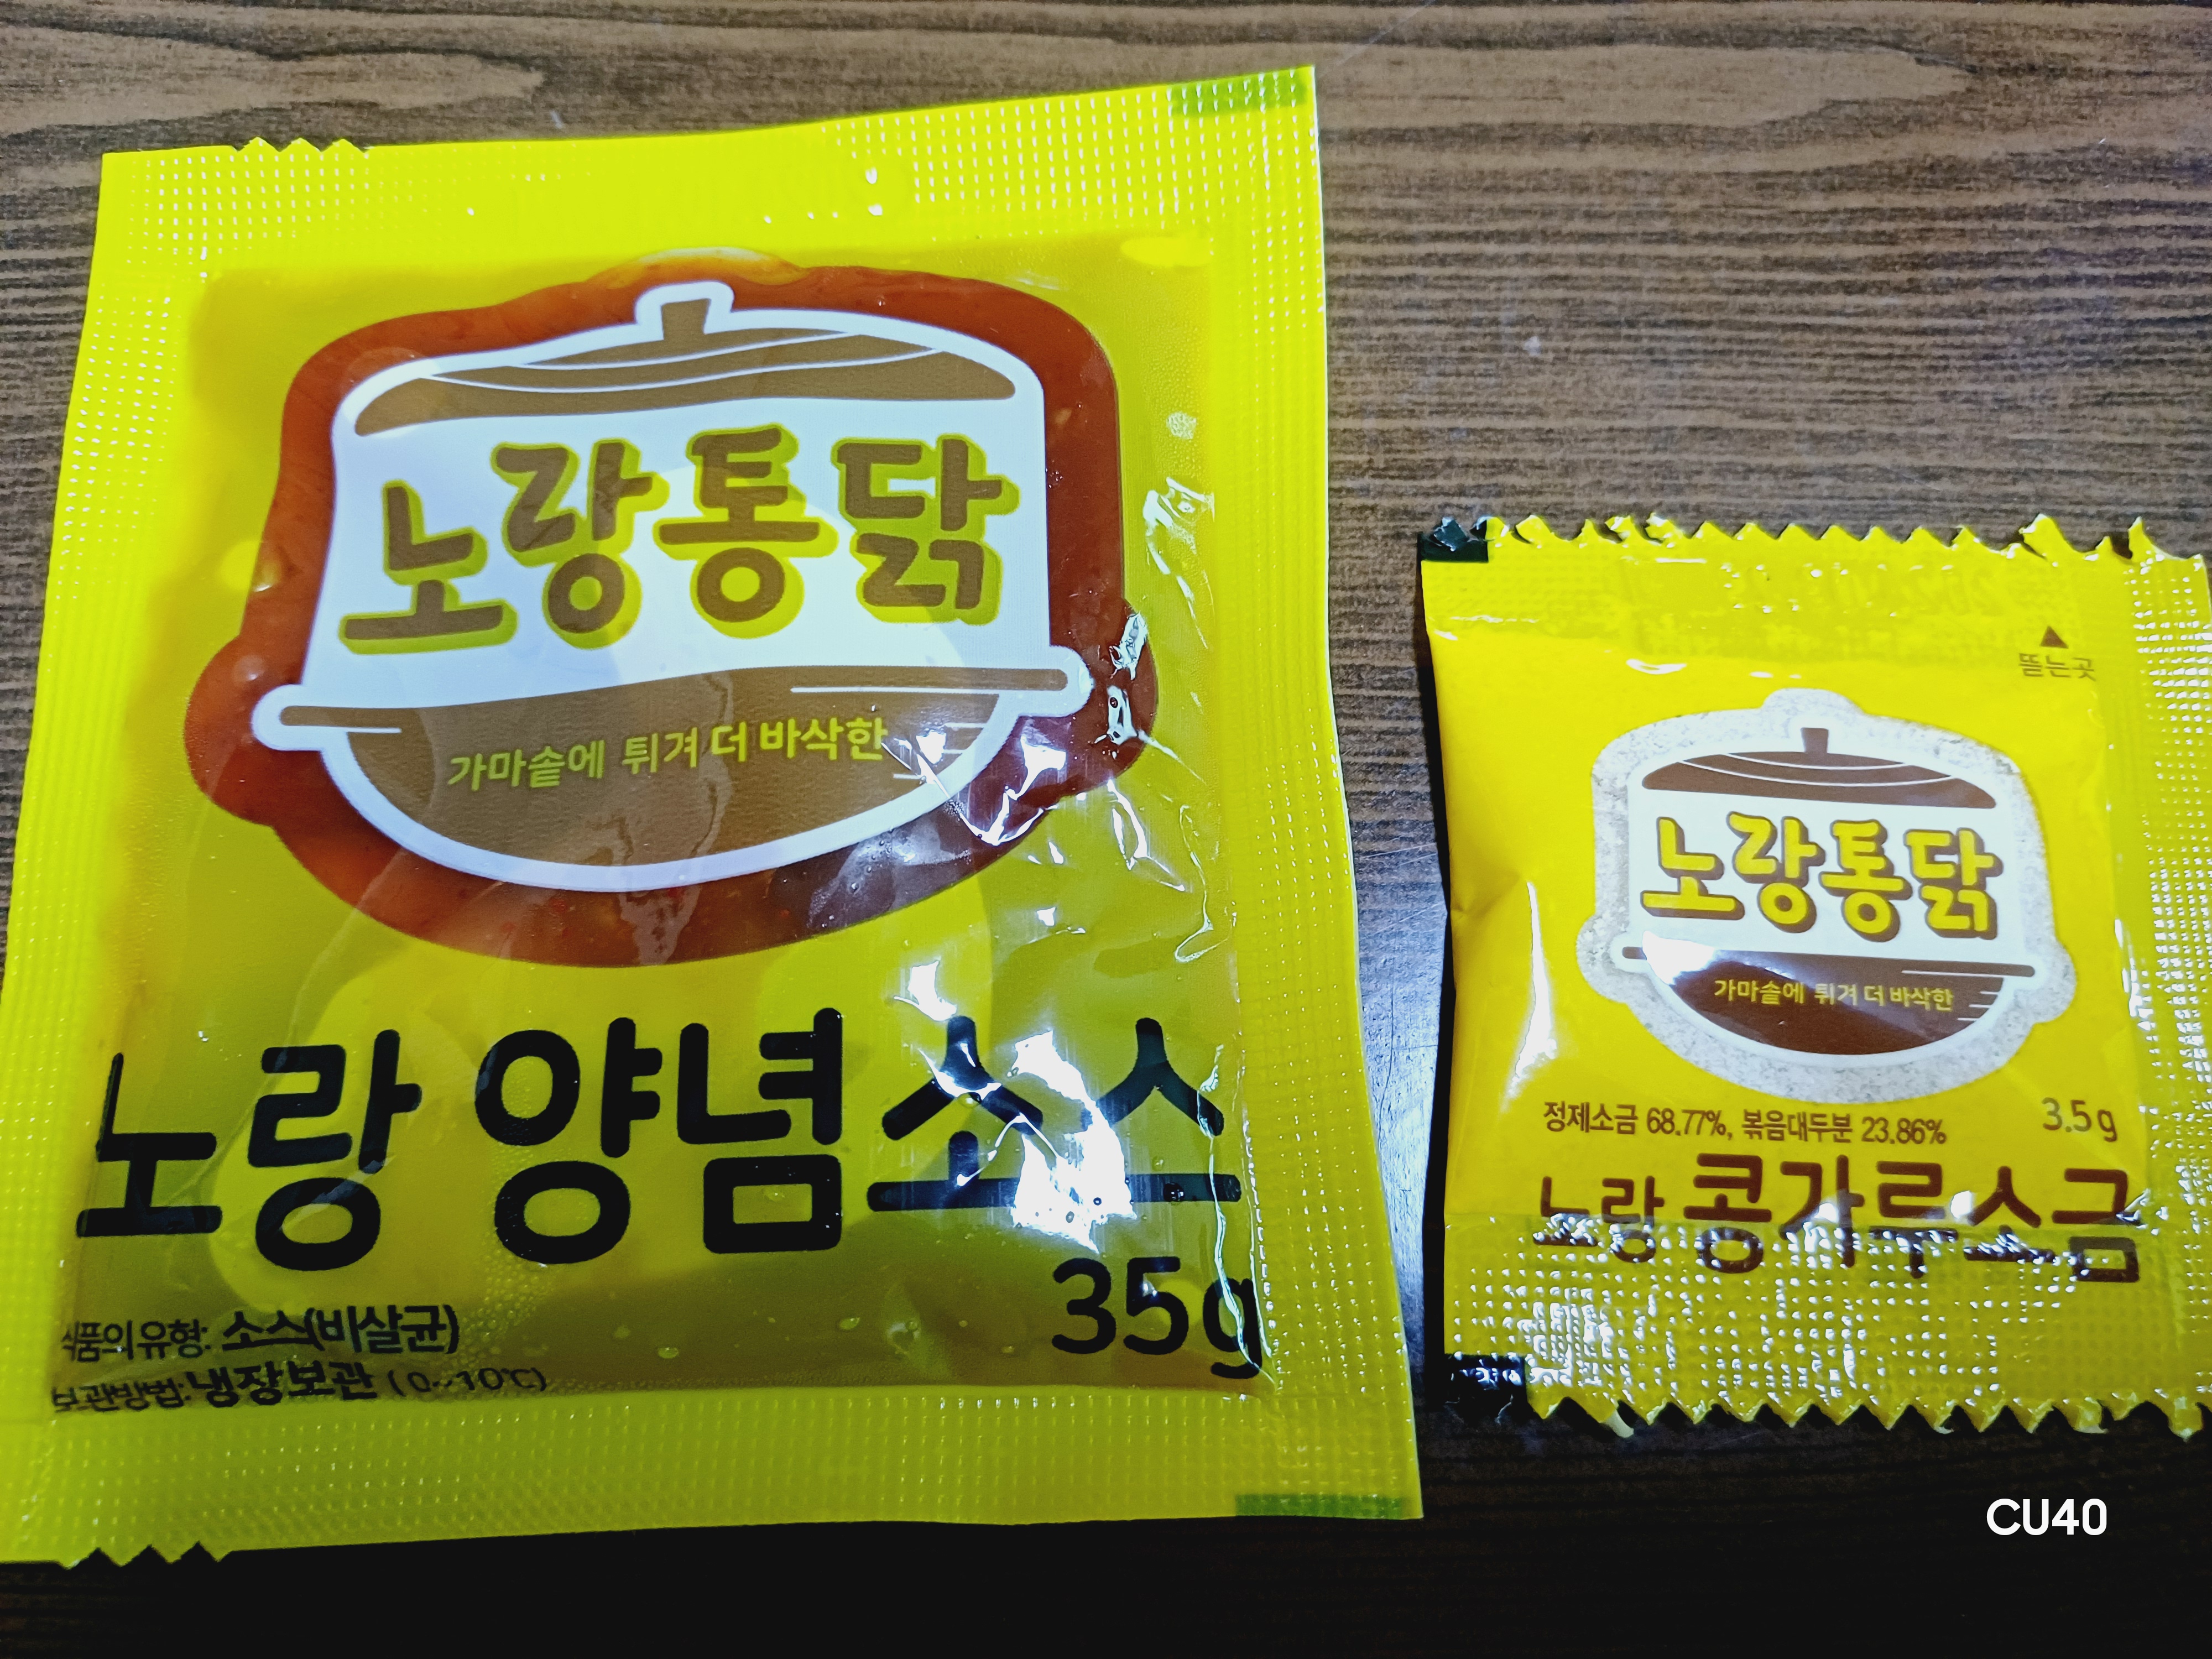 노랑통닭
가마솥에 튀겨 더 바삭한
노랑 양념소스
35g
식품의유형: 소스(비살균)
보관방법: 냉장보관 (0~10℃)
뜯는곳
노랑통닭
가마솥에 튀겨 더 바삭한
정제소금 68.77%, 볶음대두분 23.86%
3.5g
노랑 콩가루소금
CU40